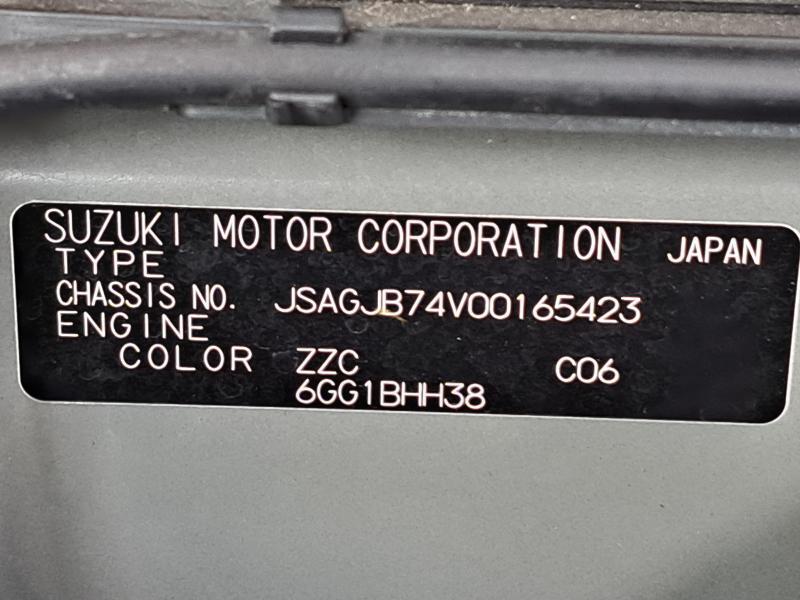 SUZUKI MOTOR CORPORATION JAPAN
TYPE
CHASSIS NO. JSAGJB74V00165423
ENGINE
COLOR ZZC C06
6GG1BHH38